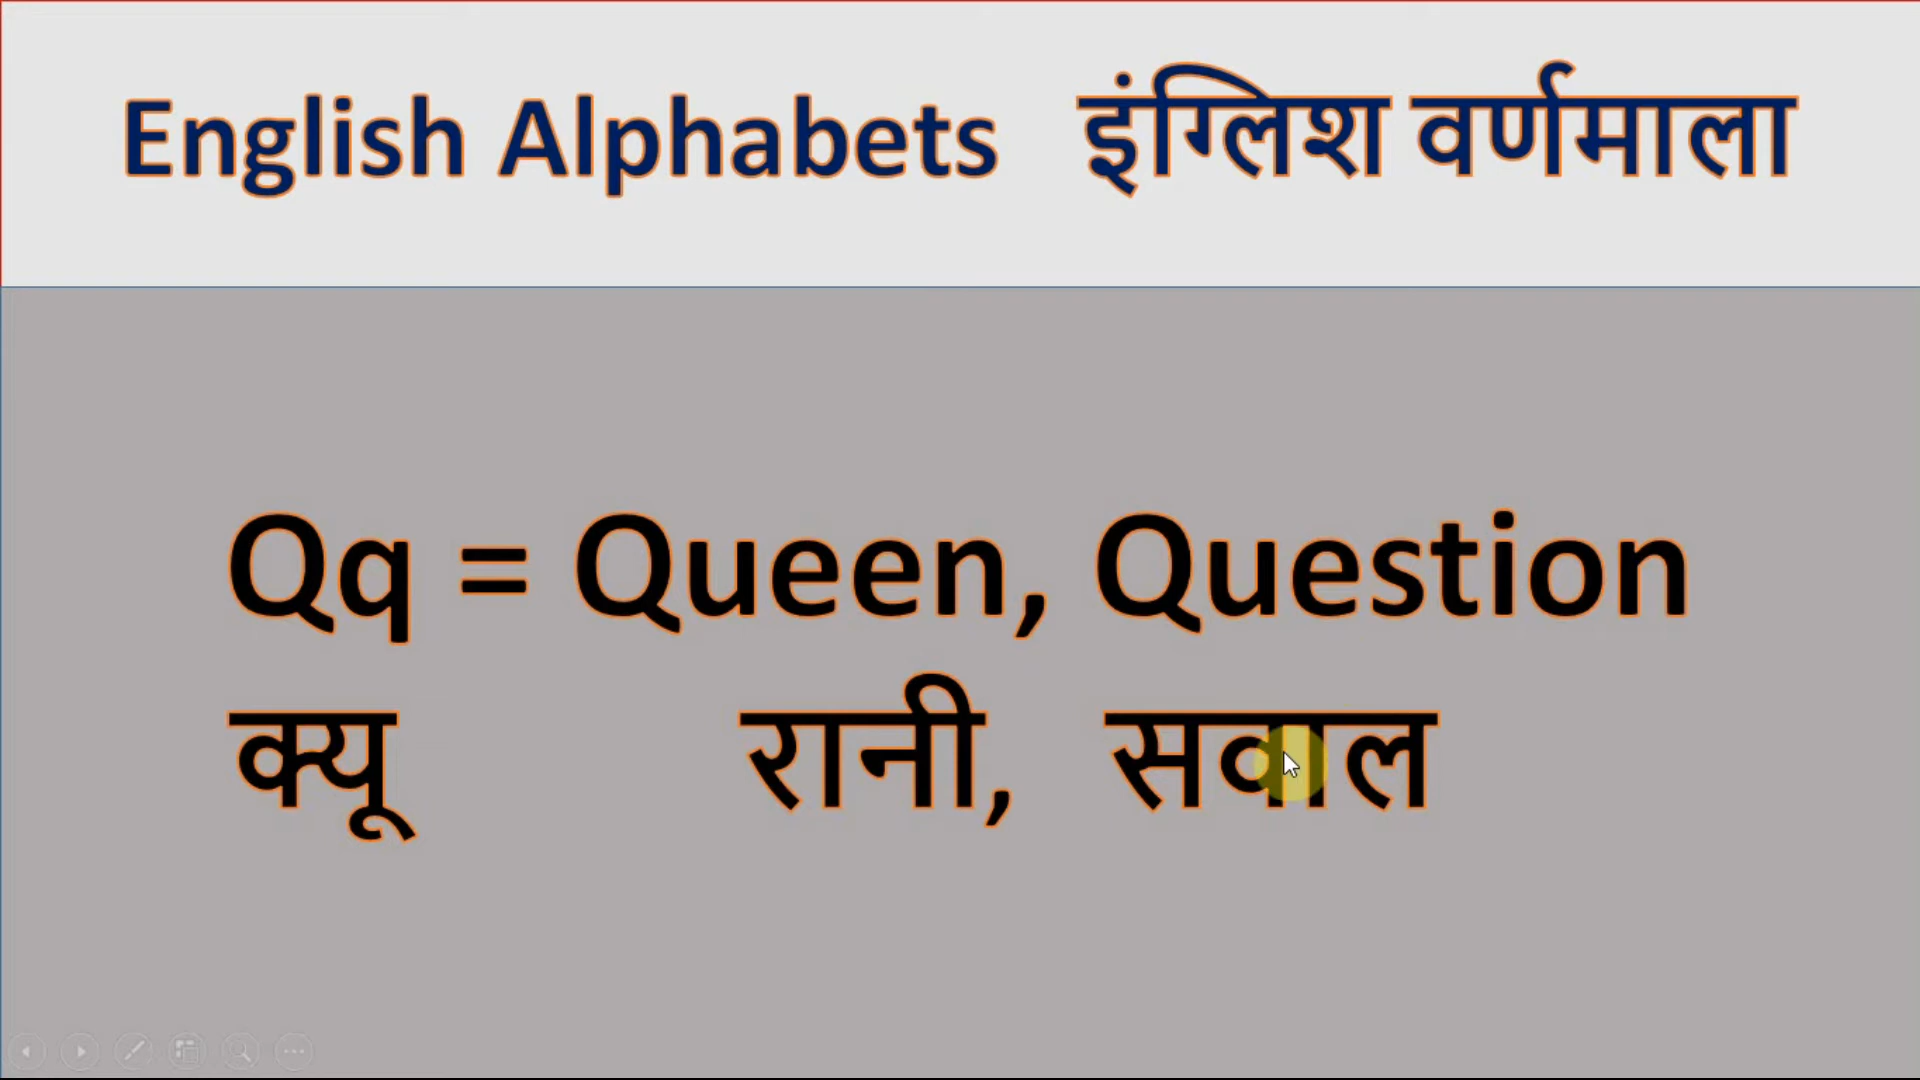 English Alphabets इंग्लिश वर्णमाला
Qq = Queen, Question
क्यू रानी, सवाल